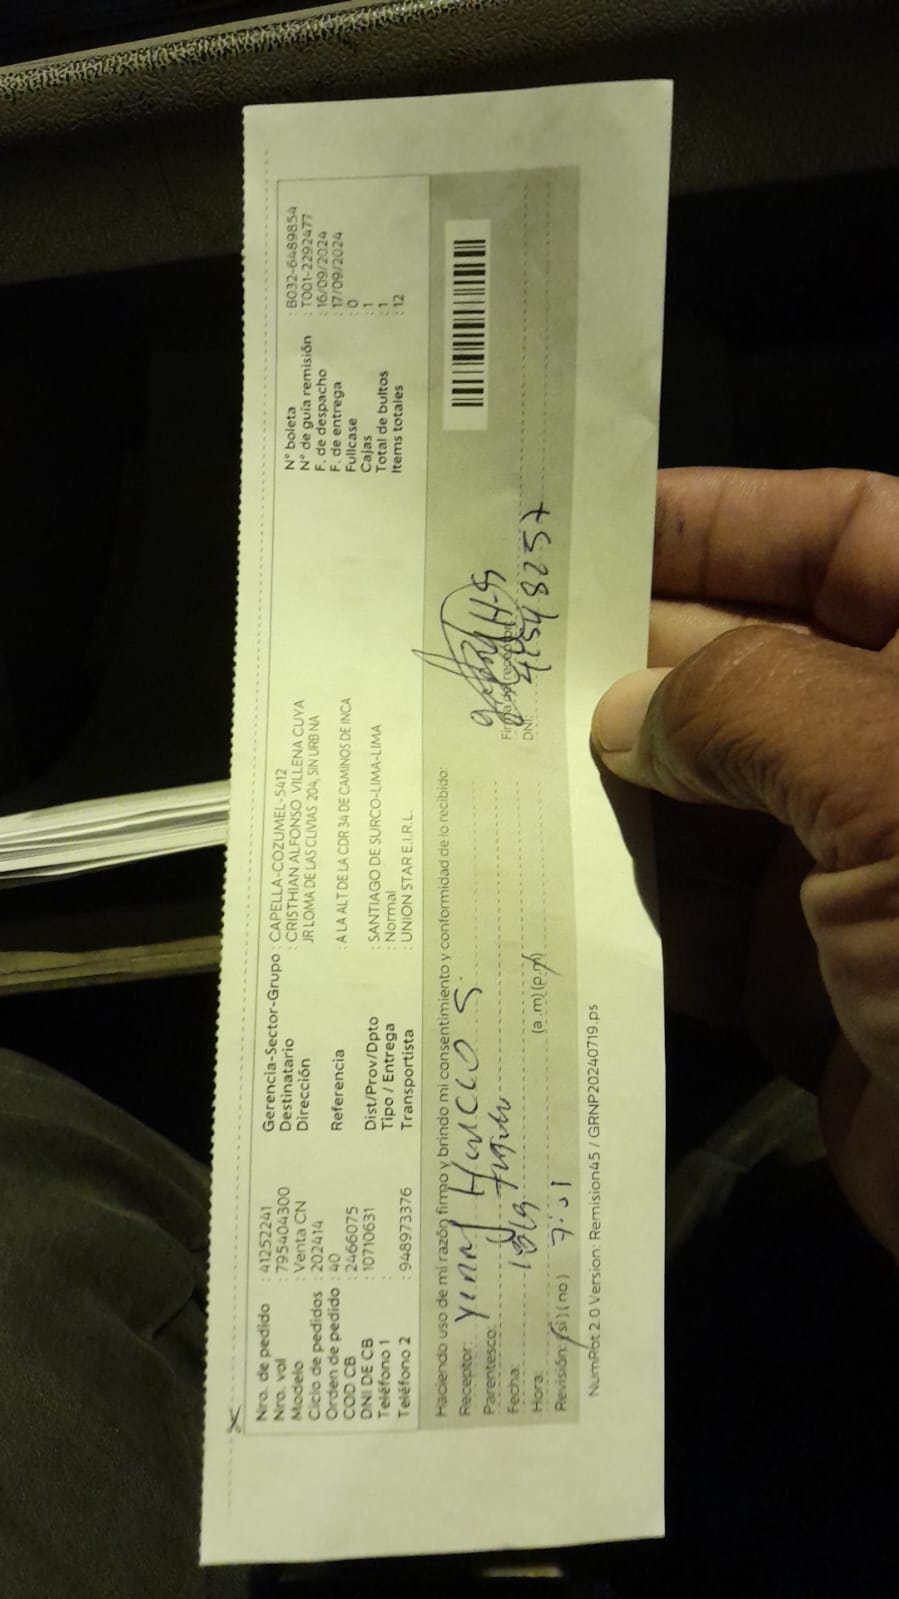 Nro. de pedido : 41252241
Nro. vol : 795404300
Modelo : Venta CN
Ciclo de pedidos : 202414
Orden de pedido : 40
COD CB : 2466075
DNI DE CB : 10710631
Teléfono 1 :
Teléfono 2 : 948973376
Gerencia-Sector-Grupo : CAPELLA-COZUMEL-5412
Destinatario : CRISTHIAN ALFONSO VILLENA CUYA
Dirección JR LOMA DE LAS CLIVIAS 204, SIN URB NA
Referencia : A LA ALT DE LA CDR 34 DE CAMINOS DE INCA
Dist/Prov/Dpto : SANTIAGO DE SURCO-LIMA-LIMA
Tipo / Entrega : Normal
Transportista : UNION STAR E.I.R.L.
N° boleta : B032-6489854
N° de guía remisión : T001-2292477
F. de despacho : 16/09/2024
F. de entrega : 17/09/2024
Fullcase : 0
Cajas : 1
Total de bultos : 1
Items totales : 12
Haciendo uso de mi razón firmo y brindo mi consentimiento y conformidad de lo recibido:
Receptor: Hancco S.
Parentesco:
Fecha:
Hora: (a.m) (p.m)
Revisión: (si) (no)
Firma del receptor
DNI:
NumRot 2.0 Version: Remision45 / GRNP20240719.ps